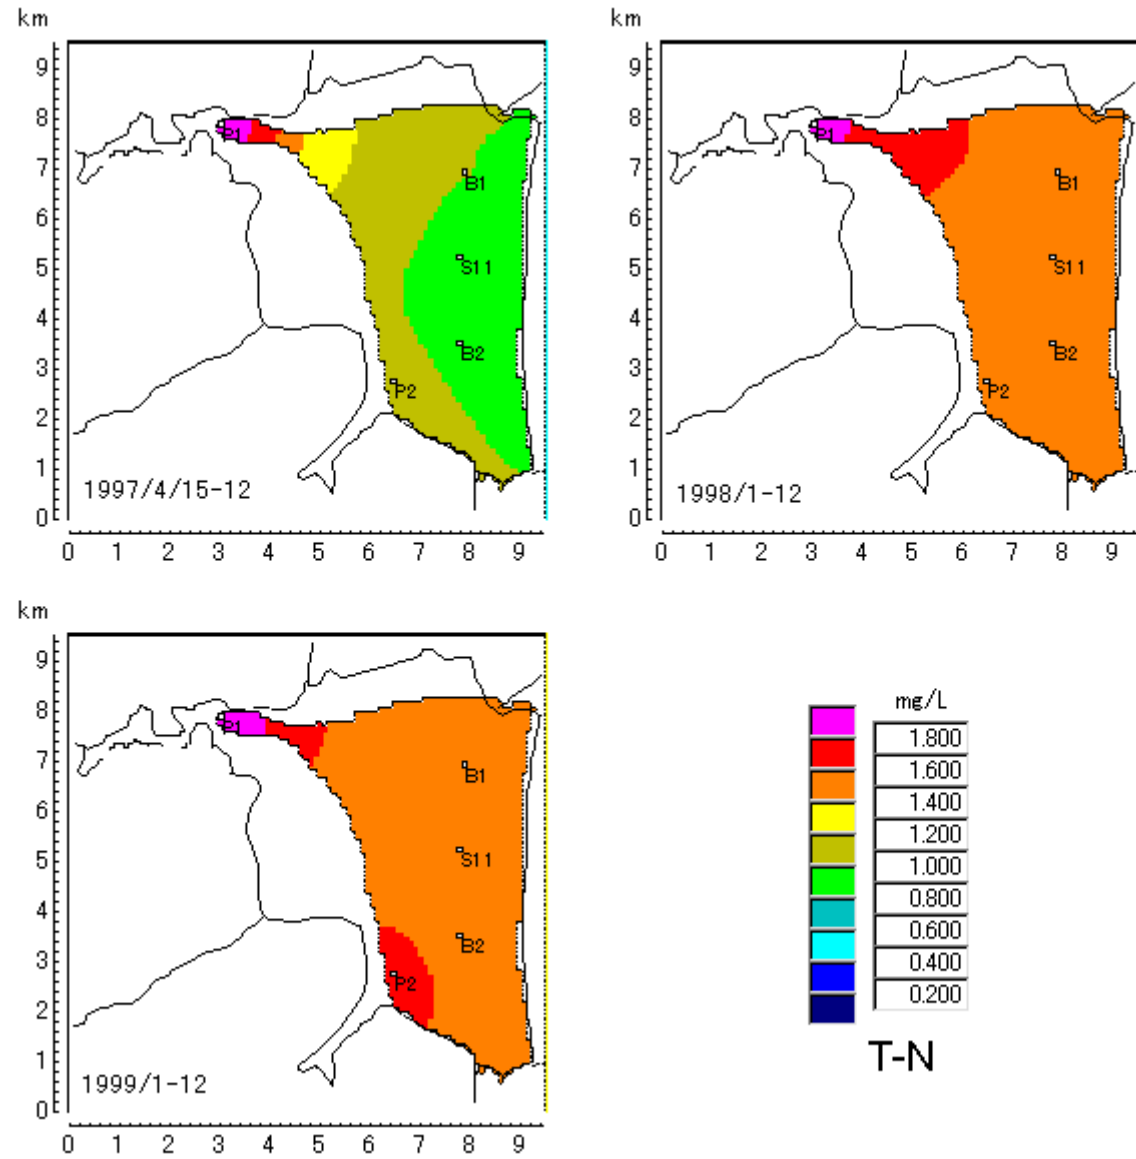 km
km
9
8
7
6
5
4
3
2
1
0
P1
B1
S11
B2
P2
1997/4/15-12
0 1 2 3 4 5 6 7 8 9
9
8
7
6
5
4
3
2
1
0
P1
B1
S11
B2
P2
1998/1-12
0 1 2 3 4 5 6 7 8 9
km
9
8
7
6
5
4
3
2
1
0
P1
B1
S11
B2
P2
1999/1-12
0 1 2 3 4 5 6 7 8 9
mg/L
1.800
1.600
1.400
1.200
1.000
0.800
0.600
0.400
0.200
T-N